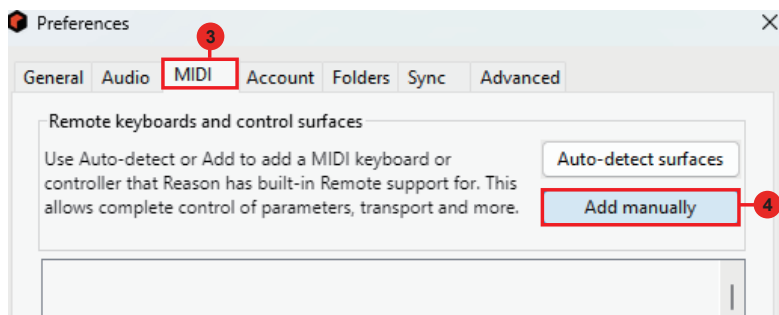 Preferences
3
General Audio MIDI Account Folders Sync Advanced
Remote keyboards and control surfaces
Use Auto-detect or Add to add a MIDI keyboard or
controller that Reason has built-in Remote support for. This
allows complete control of parameters, transport and more.
Auto-detect surfaces
Add manually
4